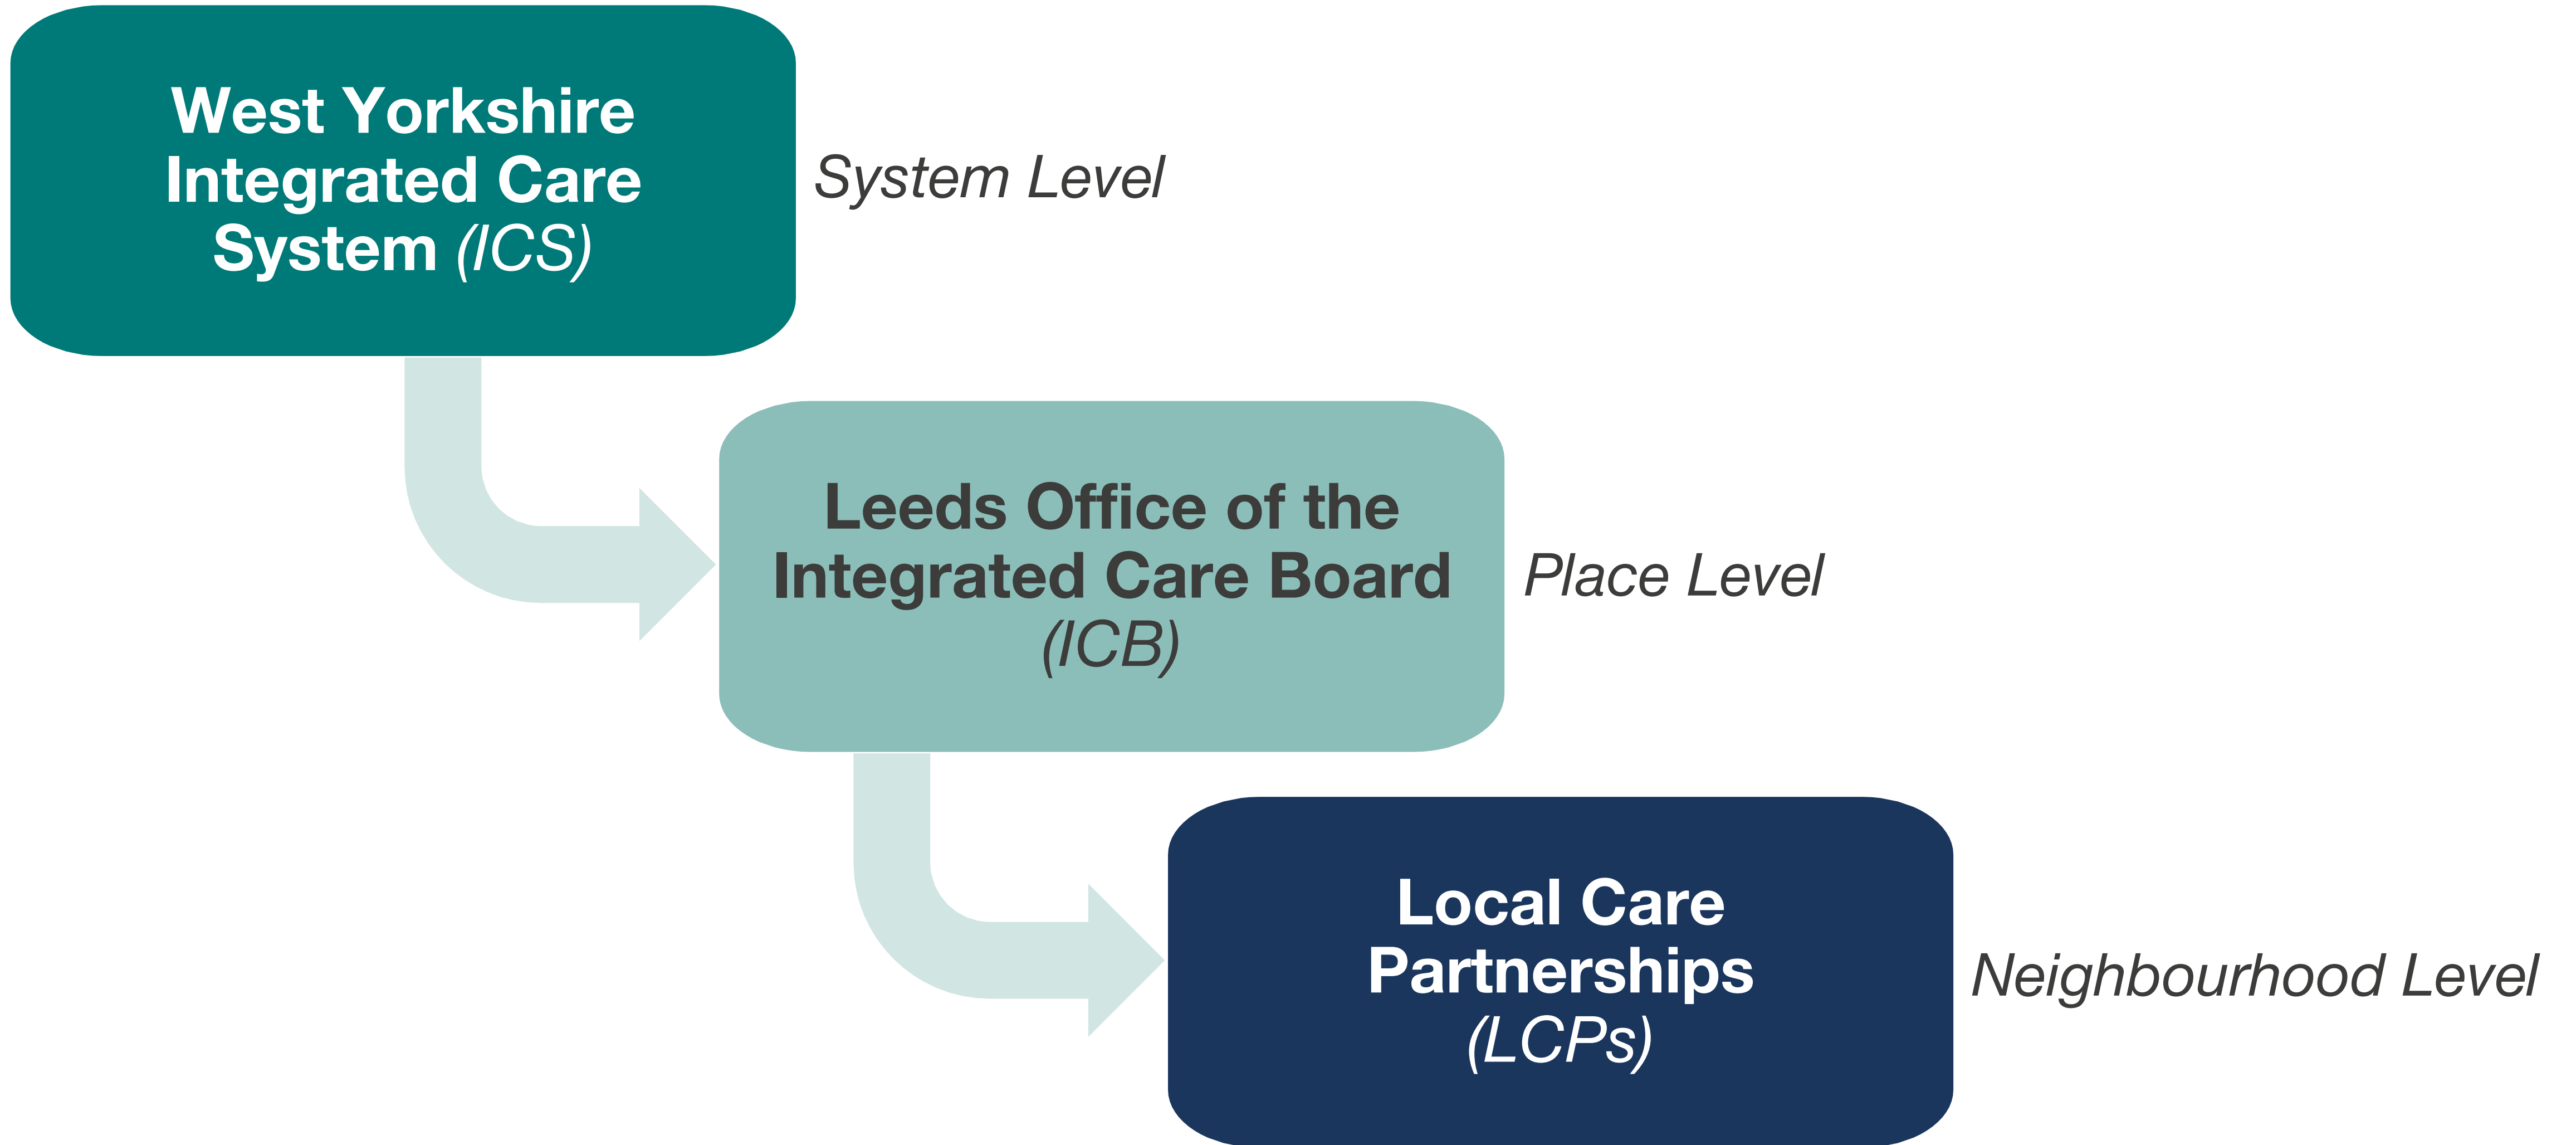 West Yorkshire
Integrated Care
System (ICS)
System Level
Leeds Office of the
Integrated Care Board
(ICB)
Place Level
Local Care
Partnerships
(LCPs)
Neighbourhood Level